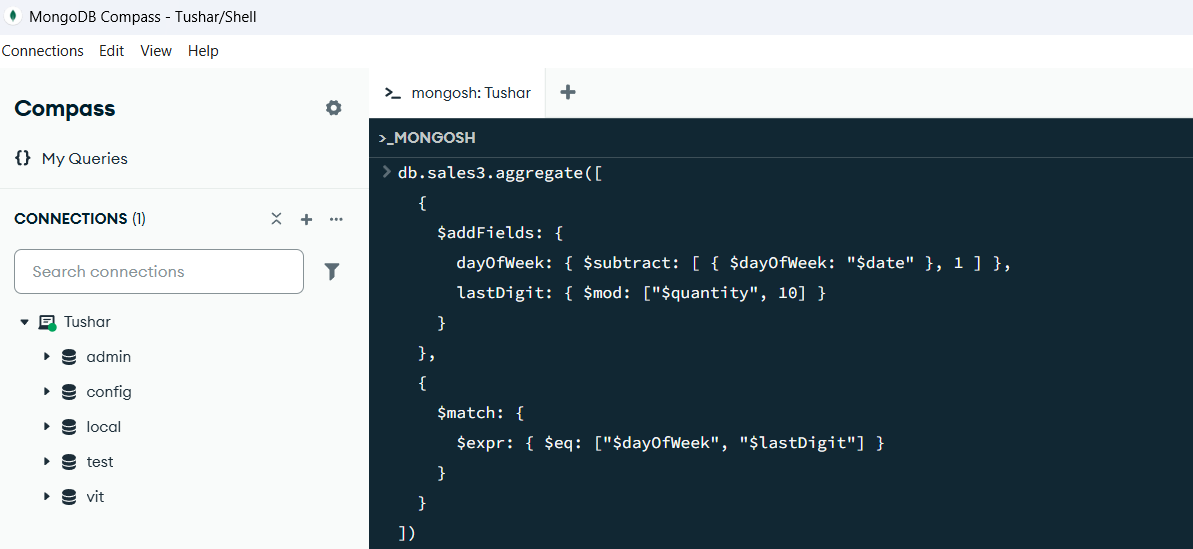 MongoDB Compass - Tushar/Shell
Connections Edit View Help
Compass
{} My Queries
CONNECTIONS (1)
Search connections
Tushar
admin
config
local
test
vit
>_ mongosh: Tushar
>_MONGOSH
> db.sales3.aggregate([
  {
    $addFields: {
      dayOfWeek: { $subtract: [ { $dayOfWeek: "$date" }, 1 ] },
      lastDigit: { $mod: ["$quantity", 10] }
    }
  },
  {
    $match: {
      $expr: { $eq: ["$dayOfWeek", "$lastDigit"] }
    }
  }
])